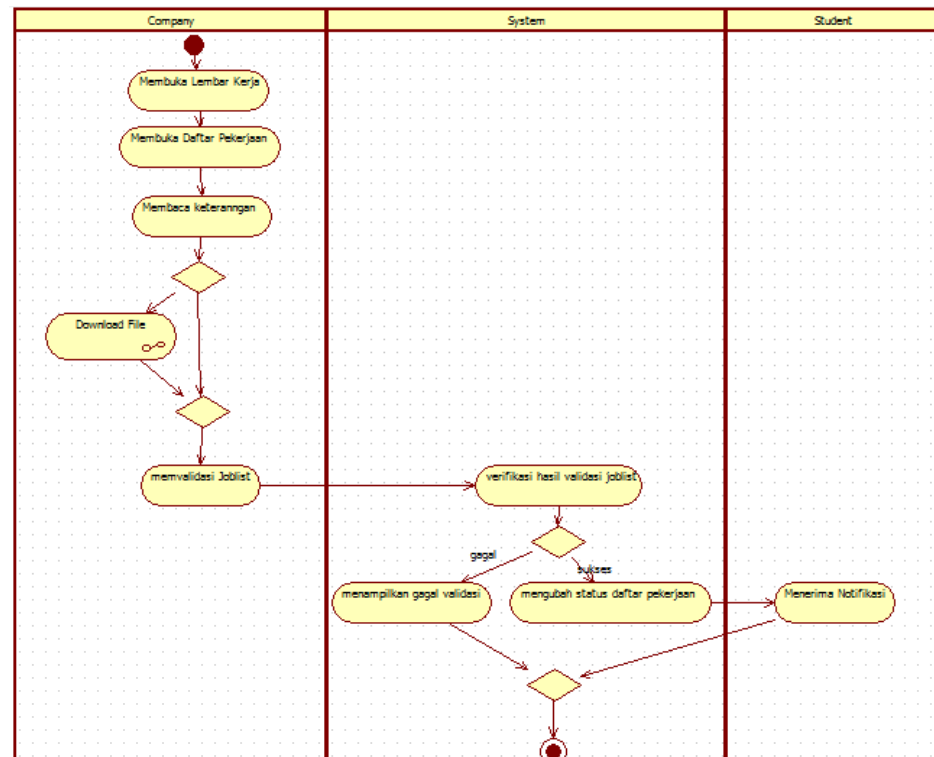 Company
System
Student
Membuka Lembar Kerja
Membuka Daftar Pekerjaan
Membaca keteranngan
Download File
memvalidasi Joblist
verifikasi hasil validasi joblist
gagal
sukses
menampilkan gagal validasi
mengubah status daftar pekerjaan
Menerima Notifikasi